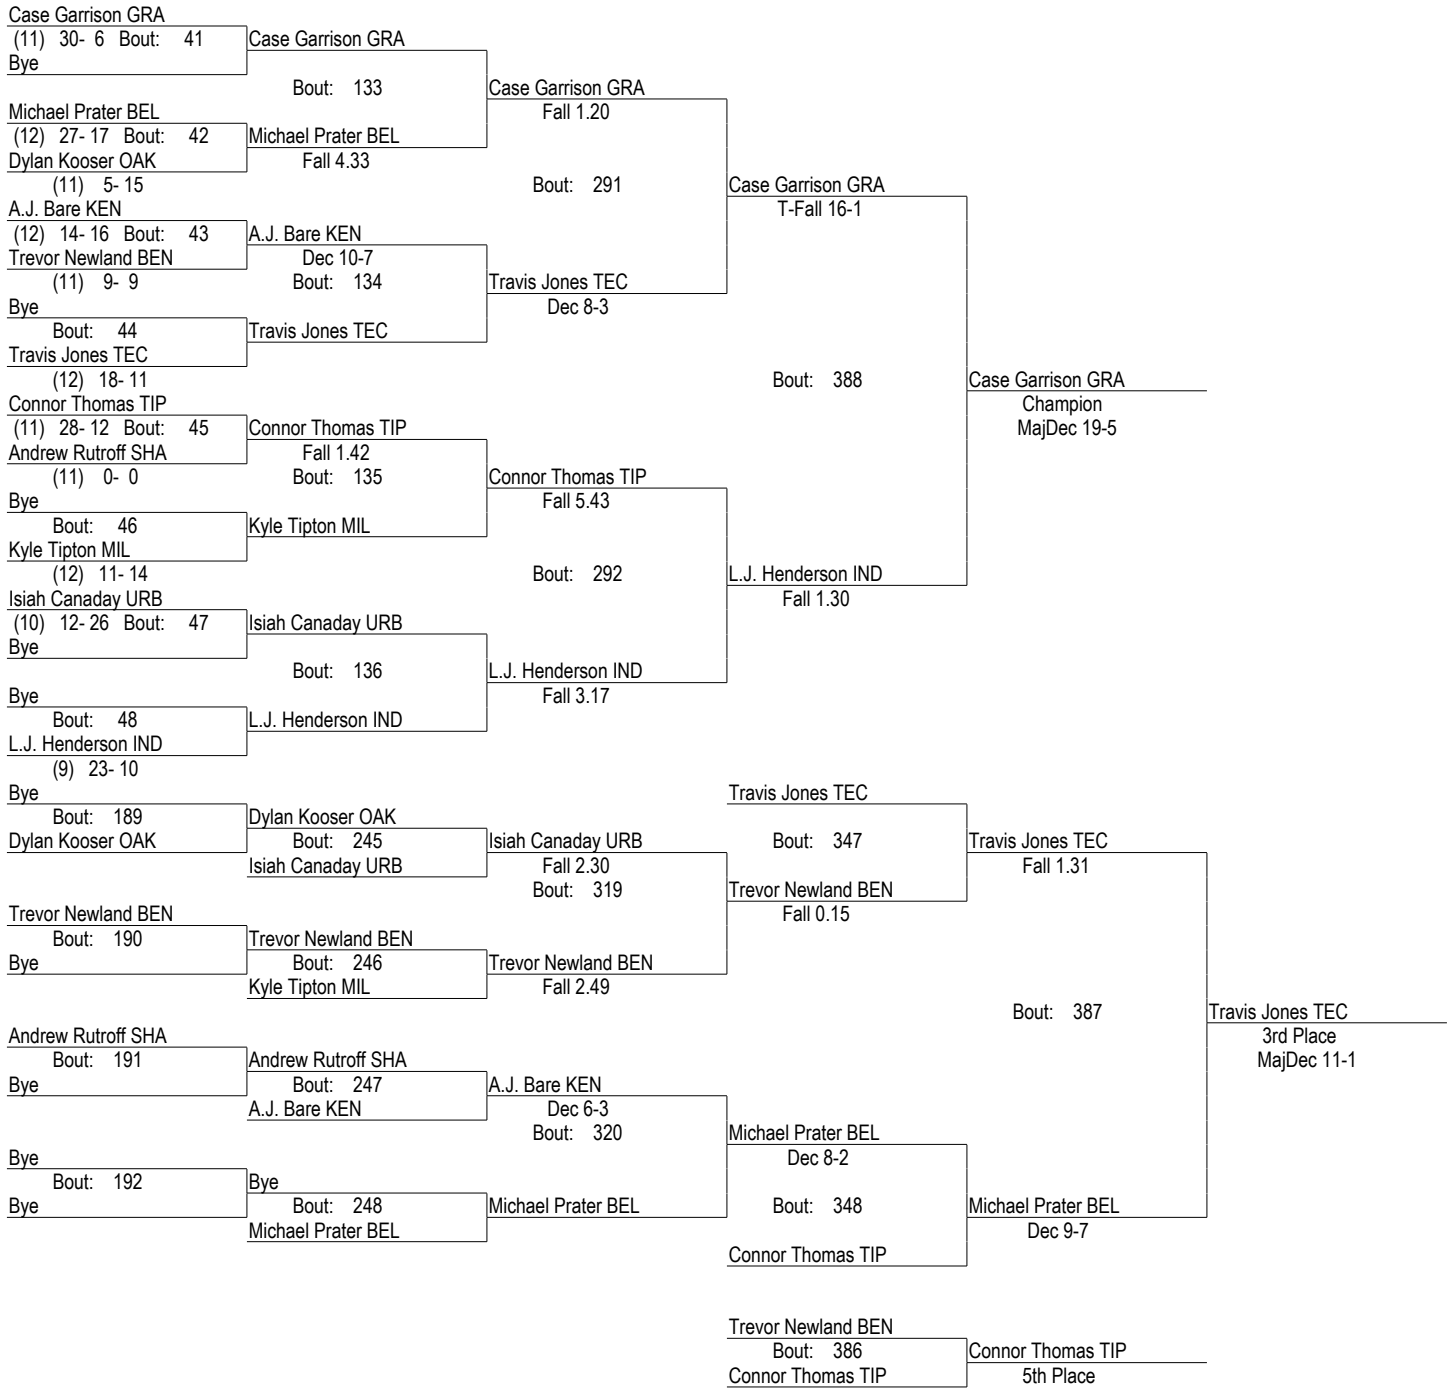 Case Garrison GRA
(11) 30- 6 Bout: 41 Case Garrison GRA
Bye
Bout: 133 Case Garrison GRA
Michael Prater BEL Fall 1.20
(12) 27- 17 Bout: 42 Michael Prater BEL
Dylan Kooser OAK Fall 4.33
(11) 5- 15 Bout: 291 Case Garrison GRA
A.J. Bare KEN T-Fall 16-1
(12) 14- 16 Bout: 43 A.J. Bare KEN
Trevor Newland BEN Dec 10-7
(11) 9- 9 Bout: 134 Travis Jones TEC
Bye Dec 8-3
Bout: 44 Travis Jones TEC
Travis Jones TEC
(12) 18- 11 Bout: 388 Case Garrison GRA
Connor Thomas TIP Champion
(11) 28- 12 Bout: 45 Connor Thomas TIP MajDec 19-5
Andrew Rutroff SHA Fall 1.42
(11) 0- 0 Bout: 135 Connor Thomas TIP
Bye Fall 5.43
Bout: 46 Kyle Tipton MIL
Kyle Tipton MIL
(12) 11- 14 Bout: 292 L.J. Henderson IND
Isiah Canaday URB Fall 1.30
(10) 12- 26 Bout: 47 Isiah Canaday URB
Bye
Bout: 136 L.J. Henderson IND
Bye Fall 3.17
Bout: 48 L.J. Henderson IND
L.J. Henderson IND
(9) 23- 10
Bye Travis Jones TEC
Bout: 189 Dylan Kooser OAK
Dylan Kooser OAK Bout: 245 Isiah Canaday URB Bout: 347 Travis Jones TEC
Isiah Canaday URB Fall 2.30 Fall 1.31
Bout: 319 Trevor Newland BEN
Trevor Newland BEN Fall 0.15
Bout: 190 Trevor Newland BEN
Bye Bout: 246 Trevor Newland BEN
Kyle Tipton MIL Fall 2.49
Bout: 387 Travis Jones TEC
Andrew Rutroff SHA 3rd Place
Bout: 191 Andrew Rutroff SHA MajDec 11-1
Bye Bout: 247 A.J. Bare KEN
A.J. Bare KEN Dec 6-3
Bout: 320 Michael Prater BEL
Bye Dec 8-2
Bout: 192 Bye
Bye Bout: 248 Michael Prater BEL Bout: 348 Michael Prater BEL
Michael Prater BEL Dec 9-7
Connor Thomas TIP
Trevor Newland BEN
Bout: 386 Connor Thomas TIP
Connor Thomas TIP 5th Place